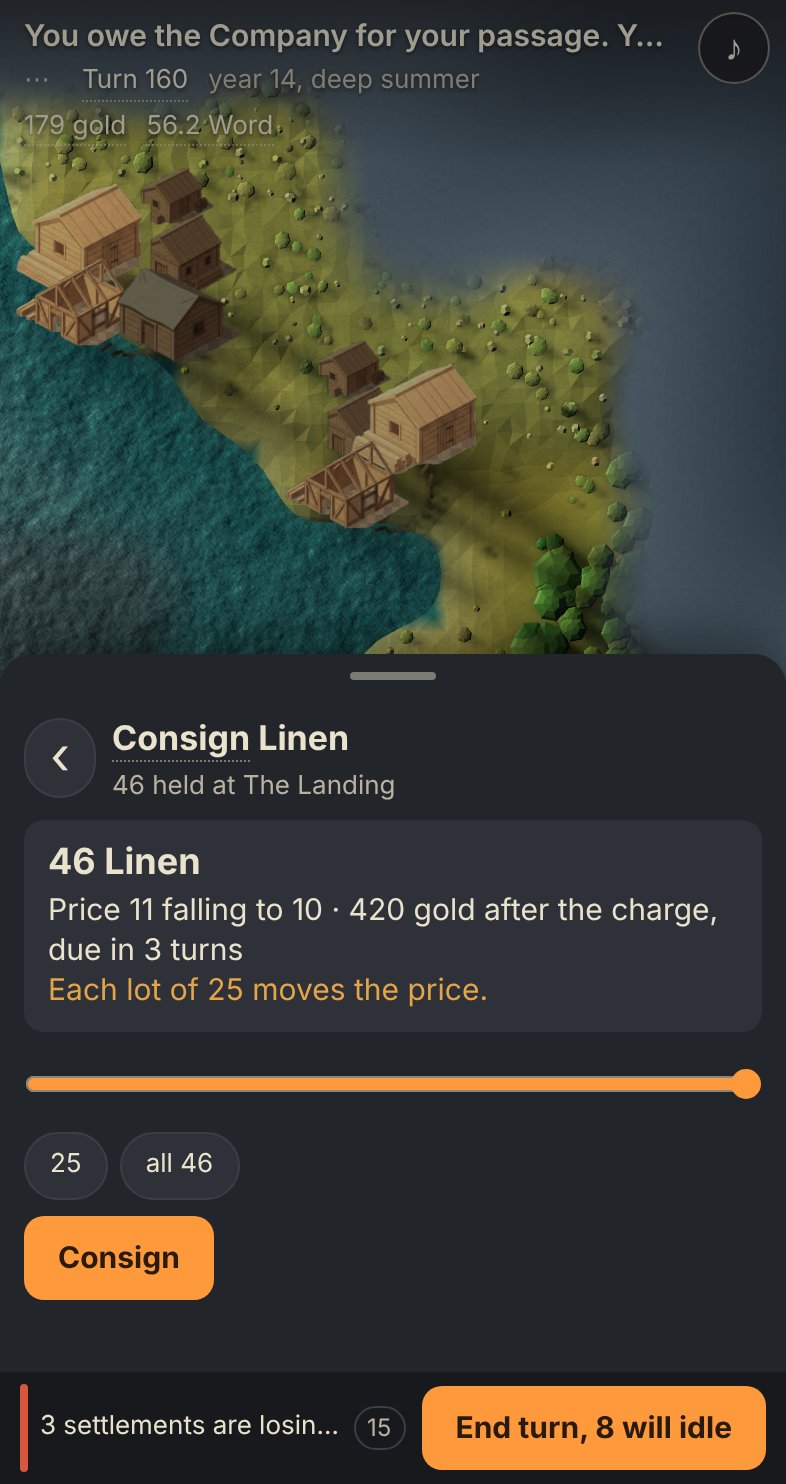 You owe the Company for your passage. Y...
... Turn 160 year 14, deep summer
179 gold 56.2 Word
Consign Linen
46 held at The Landing
46 Linen
Price 11 falling to 10 · 420 gold after the charge,
due in 3 turns
Each lot of 25 moves the price.
25 all 46
Consign
3 settlements are losin... 15 End turn, 8 will idle